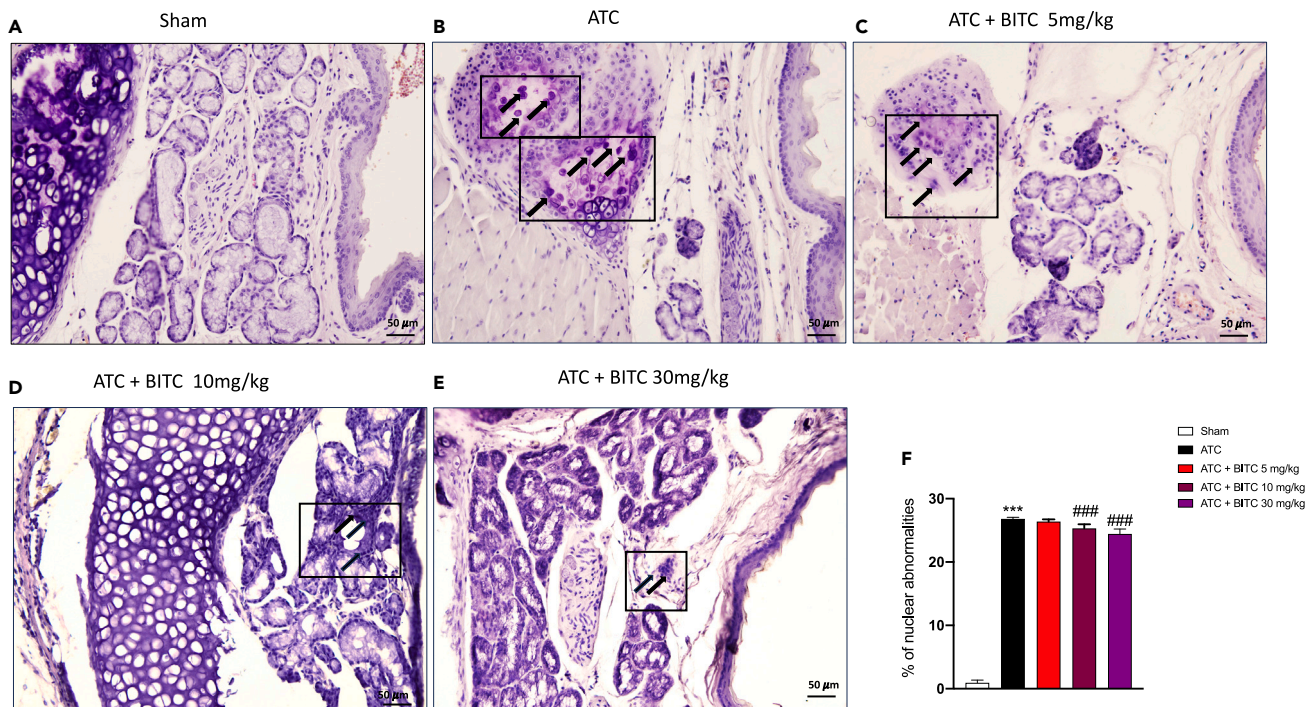 A Sham
B ATC
C ATC + BITC 5mg/kg
50 µm
50 µm
50 µm
D ATC + BITC 10mg/kg
E ATC + BITC 30mg/kg
50 µm
50 µm
F
Sham
ATC
ATC + BITC 5 mg/kg
ATC + BITC 10 mg/kg
ATC + BITC 30 mg/kg
% of nuclear abnormalities
30
20
10
0
*** ### ###